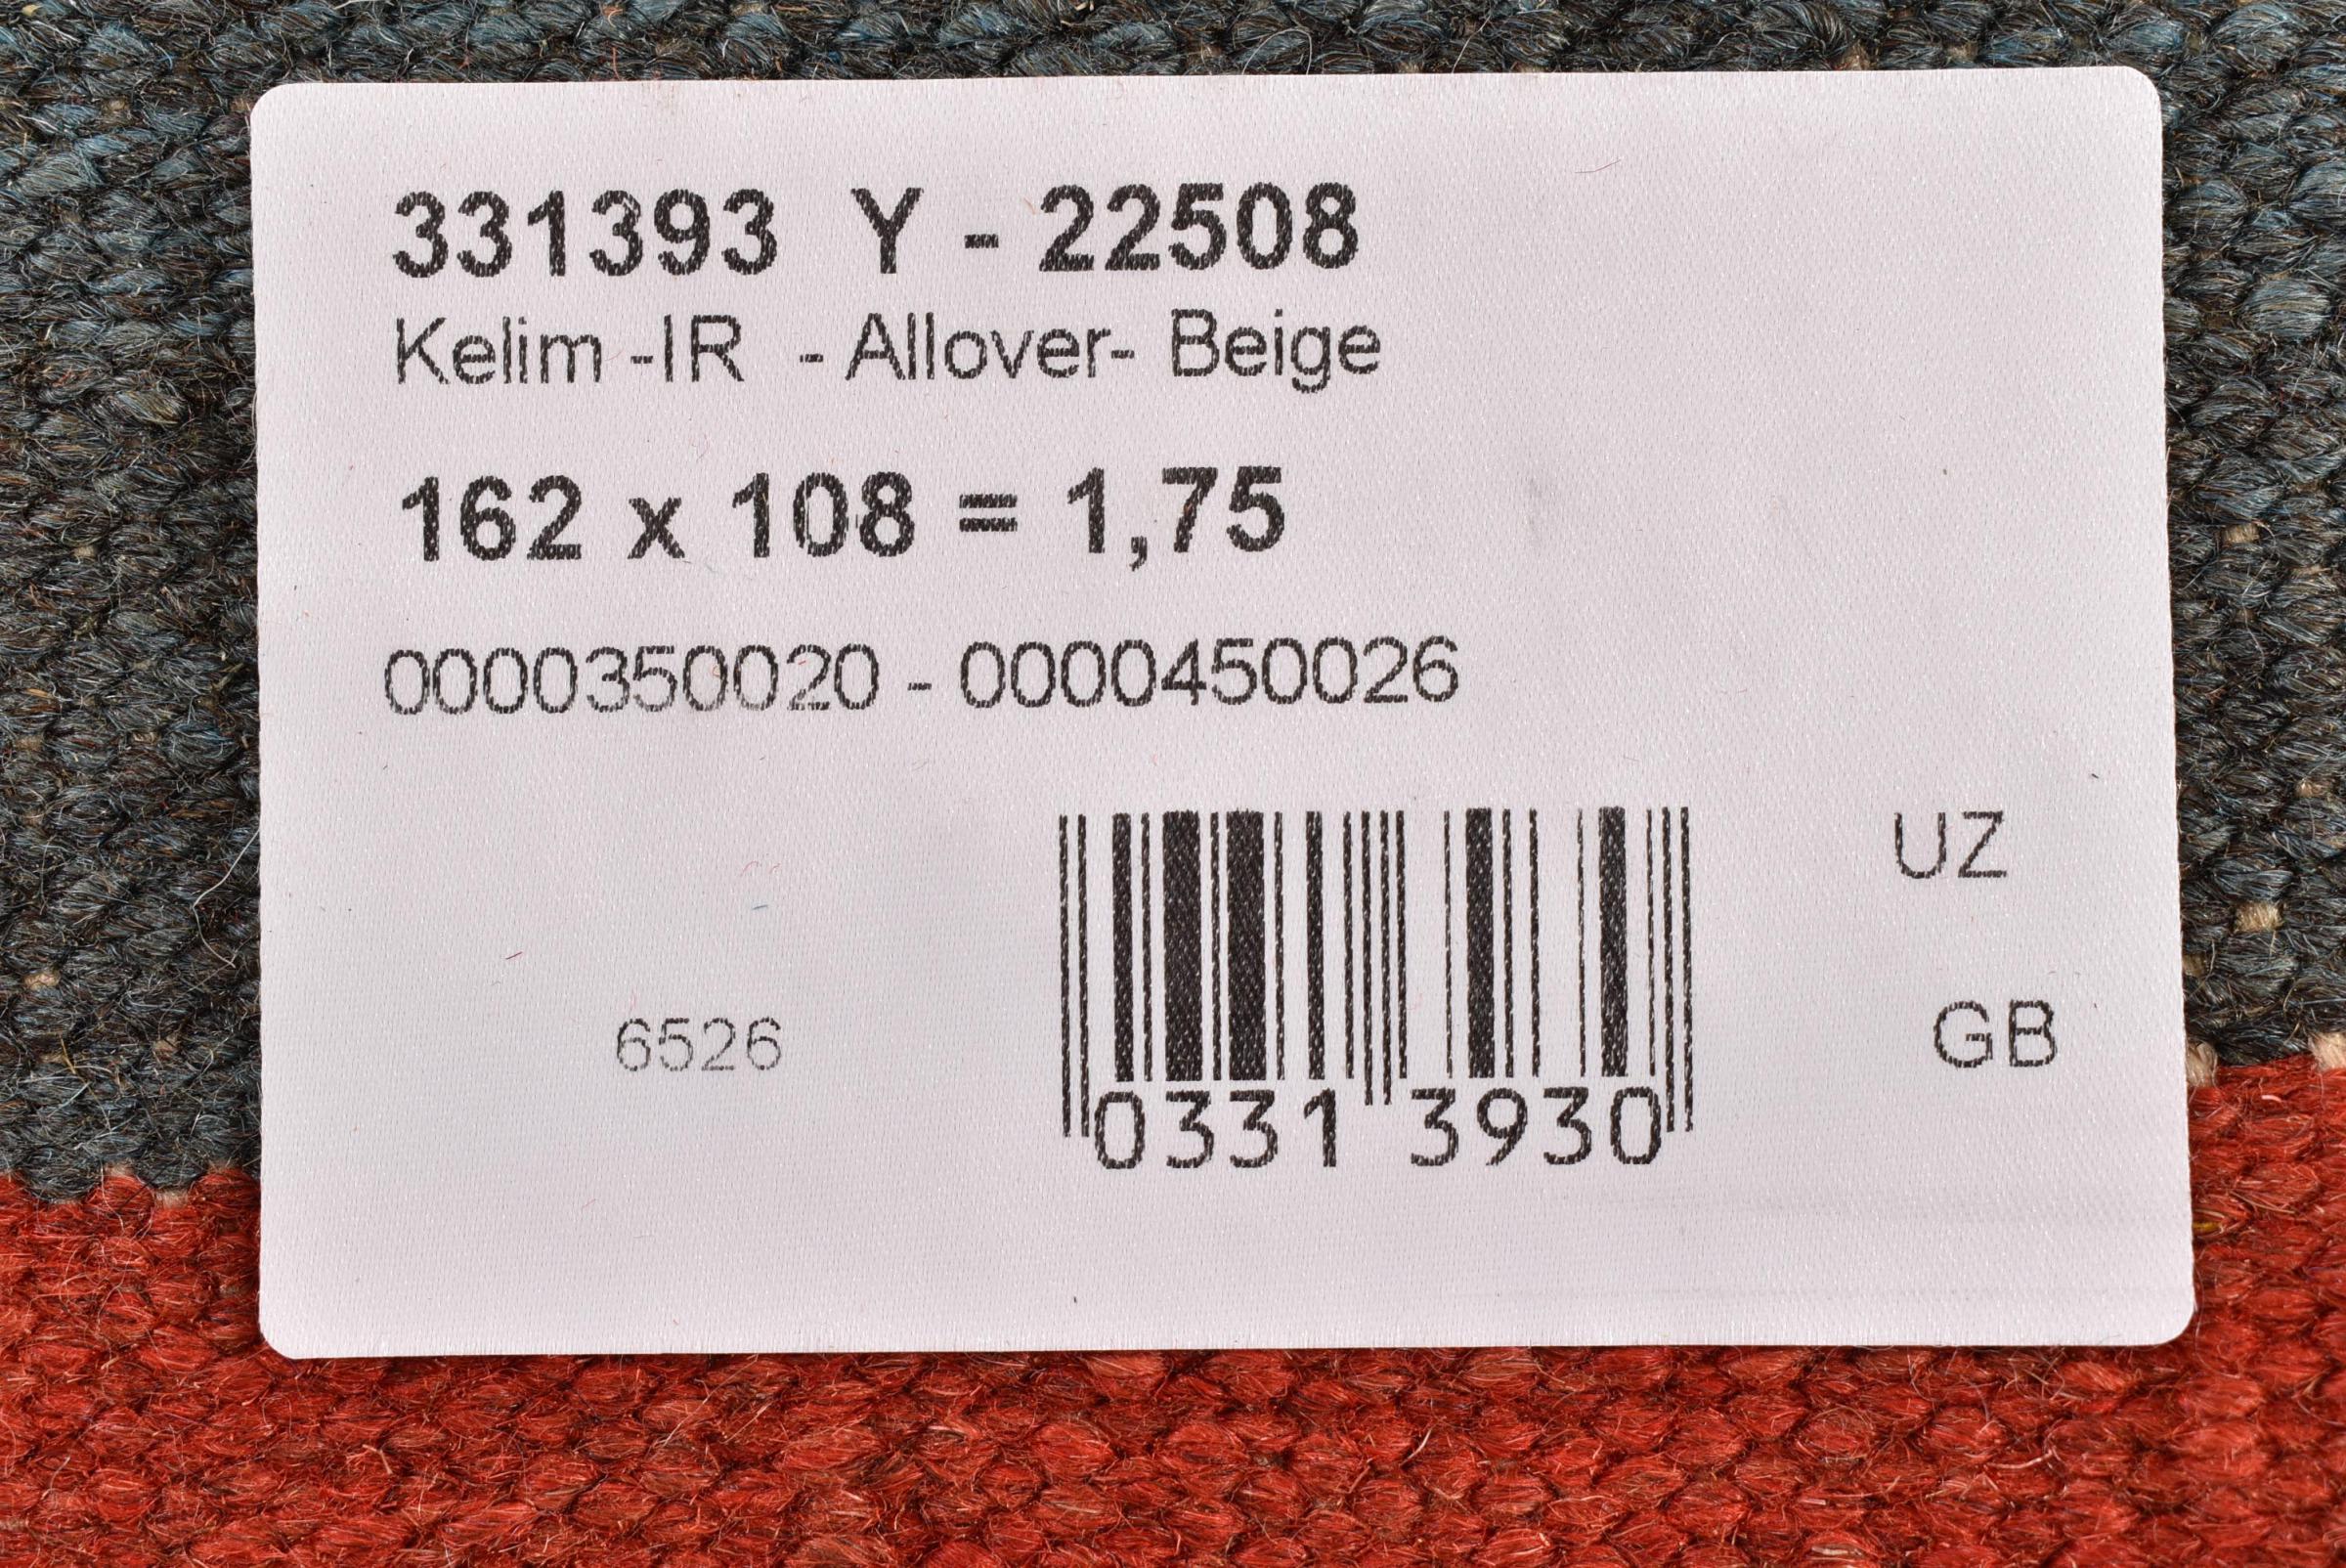 331393 Y - 22508
Kelim -IR - Allover- Beige
162 x 108 = 1,75
0000350020 - 0000450026
UZ
6526
GB
0331 3930